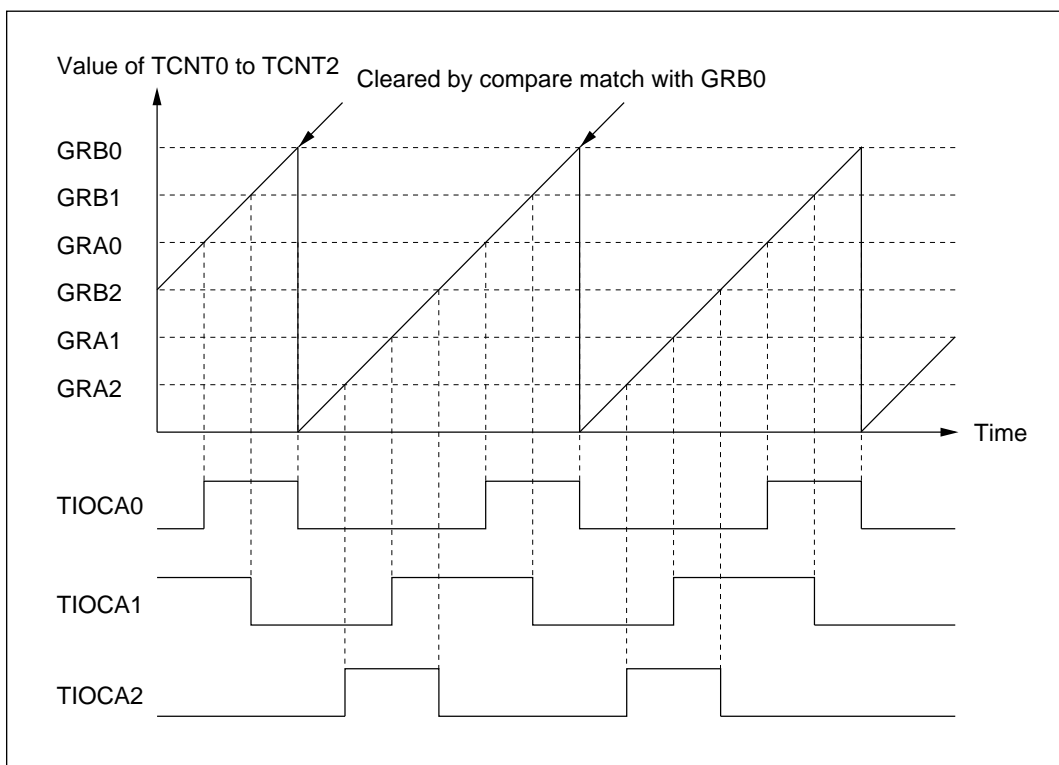 Value of TCNT0 to TCNT2
Cleared by compare match with GRB0
GRB0
GRB1
GRA0
GRB2
GRA1
GRA2
Time
TIOCA0
TIOCA1
TIOCA2